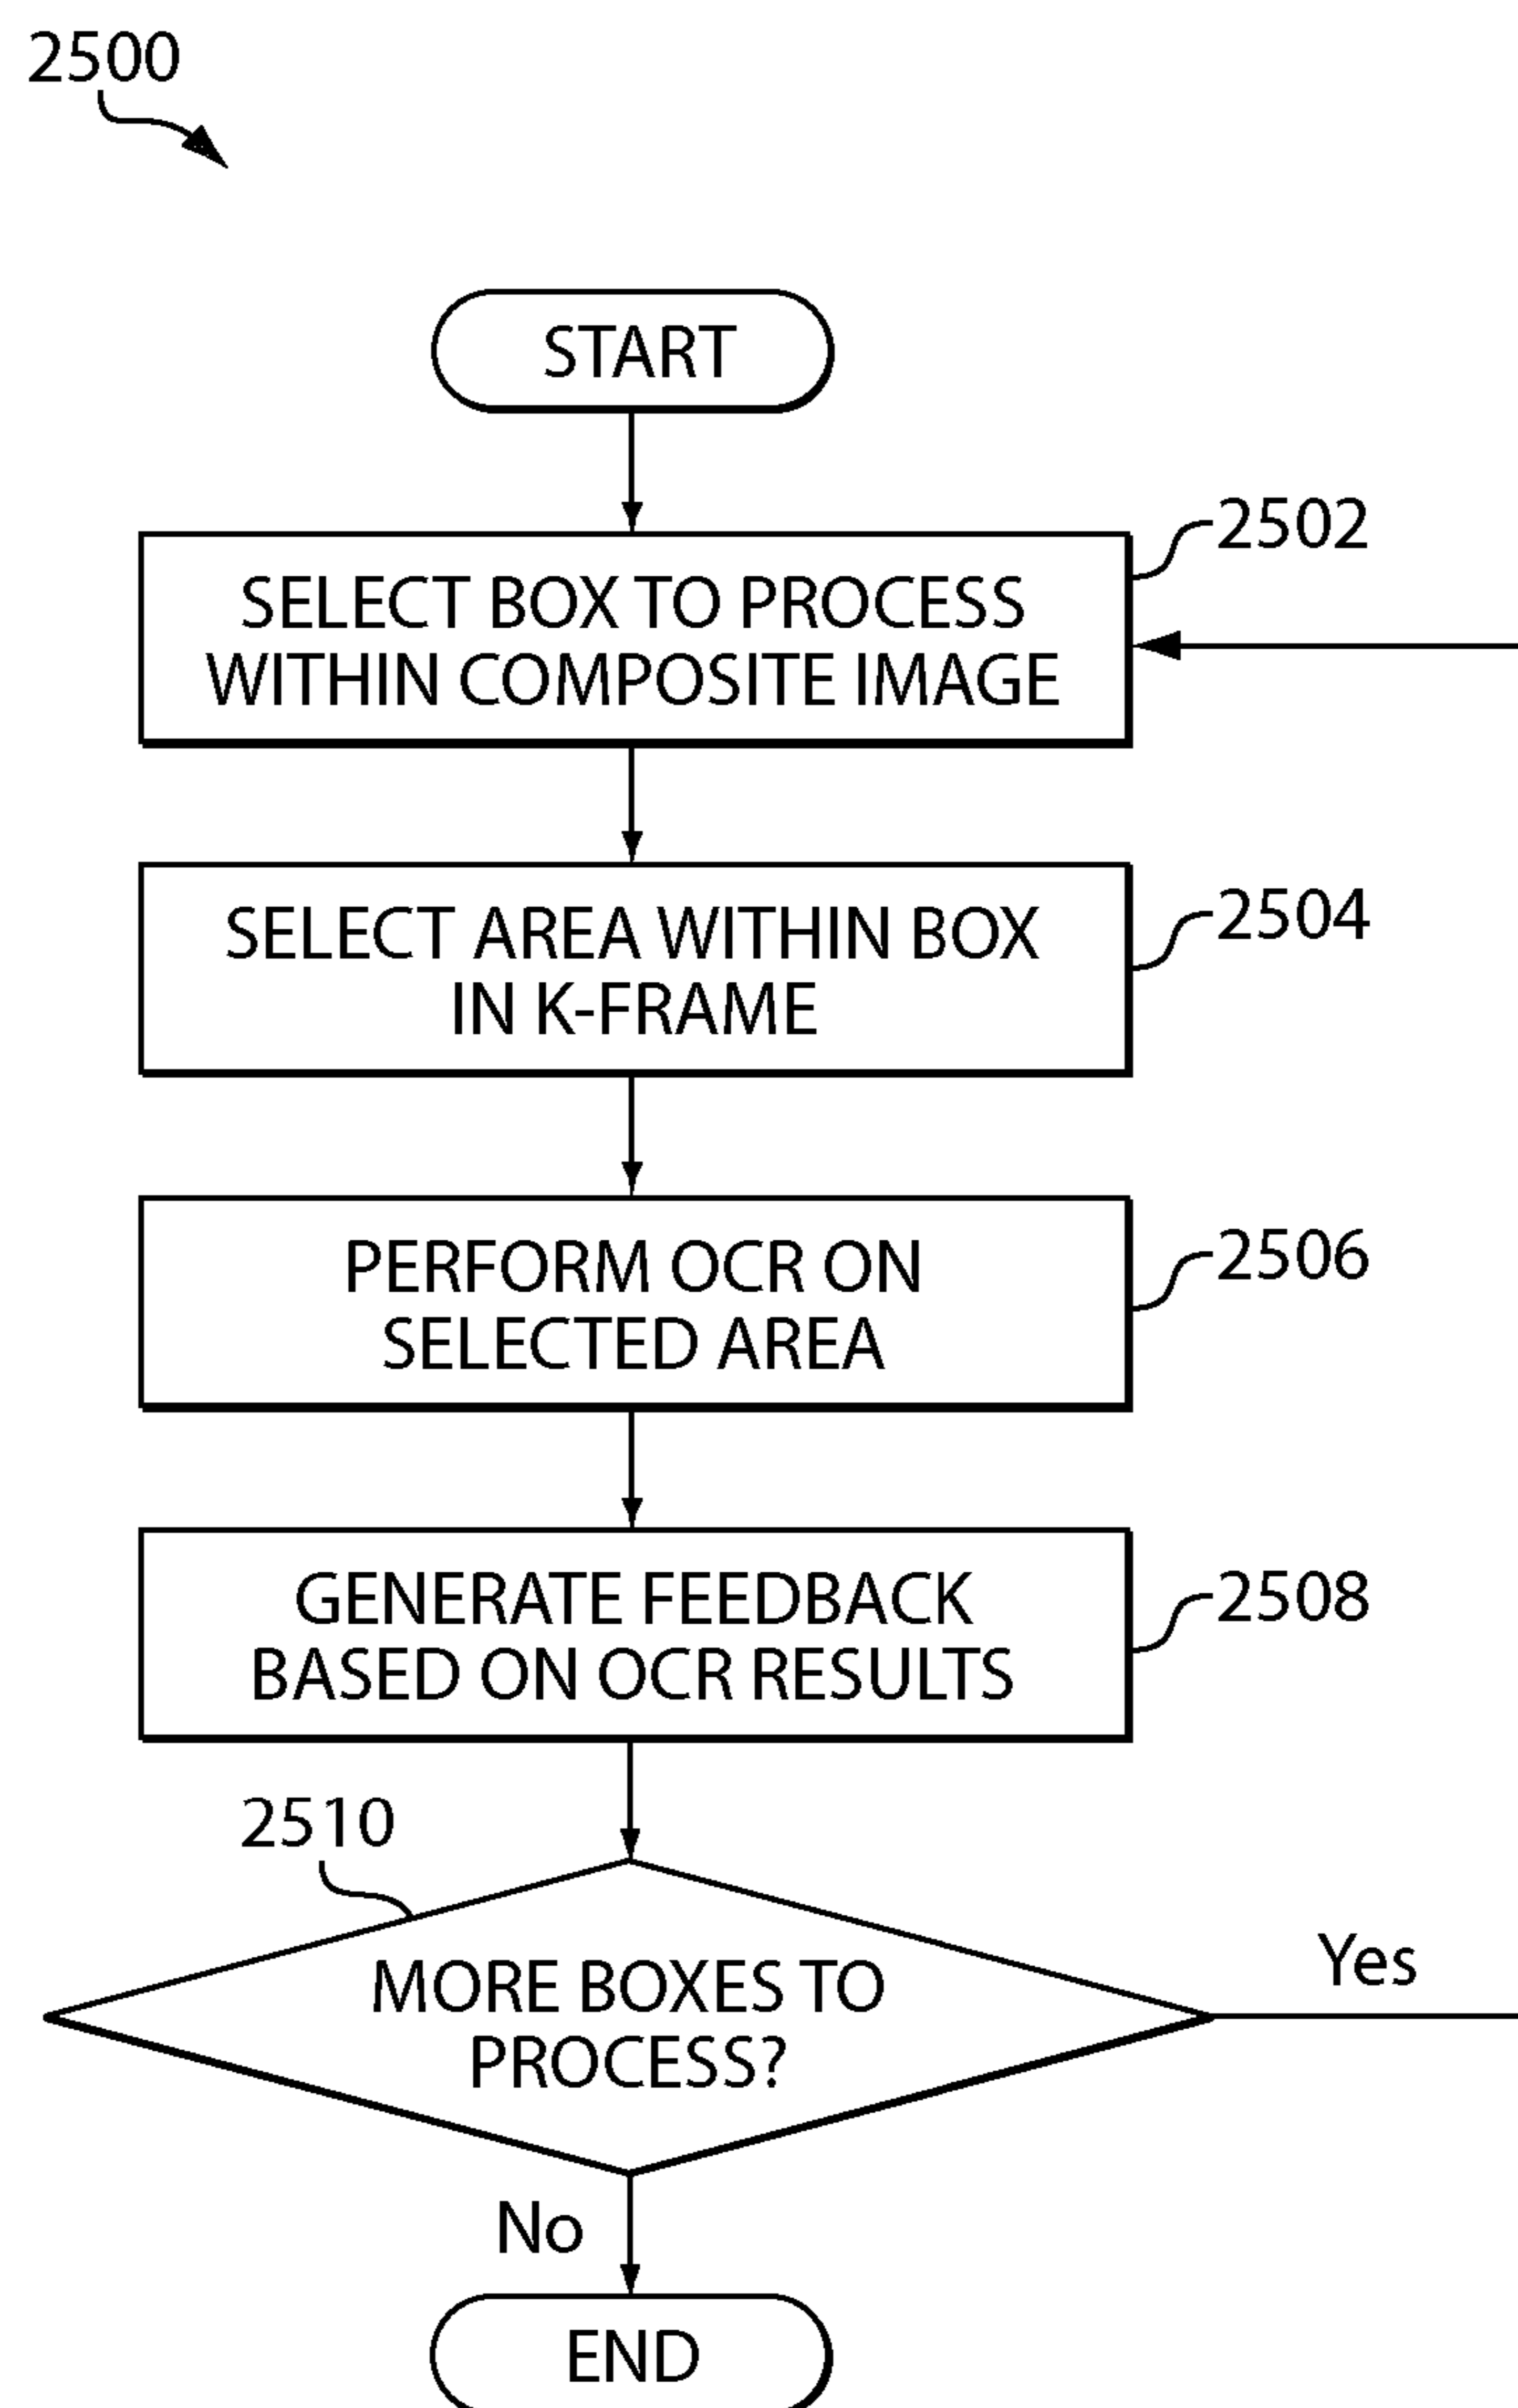 2500
START
2502
SELECT BOX TO PROCESS
WITHIN COMPOSITE IMAGE
2504
SELECT AREA WITHIN BOX
IN K-FRAME
2506
PERFORM OCR ON
SELECTED AREA
2508
GENERATE FEEDBACK
BASED ON OCR RESULTS
2510
MORE BOXES TO
PROCESS?
Yes
No
END